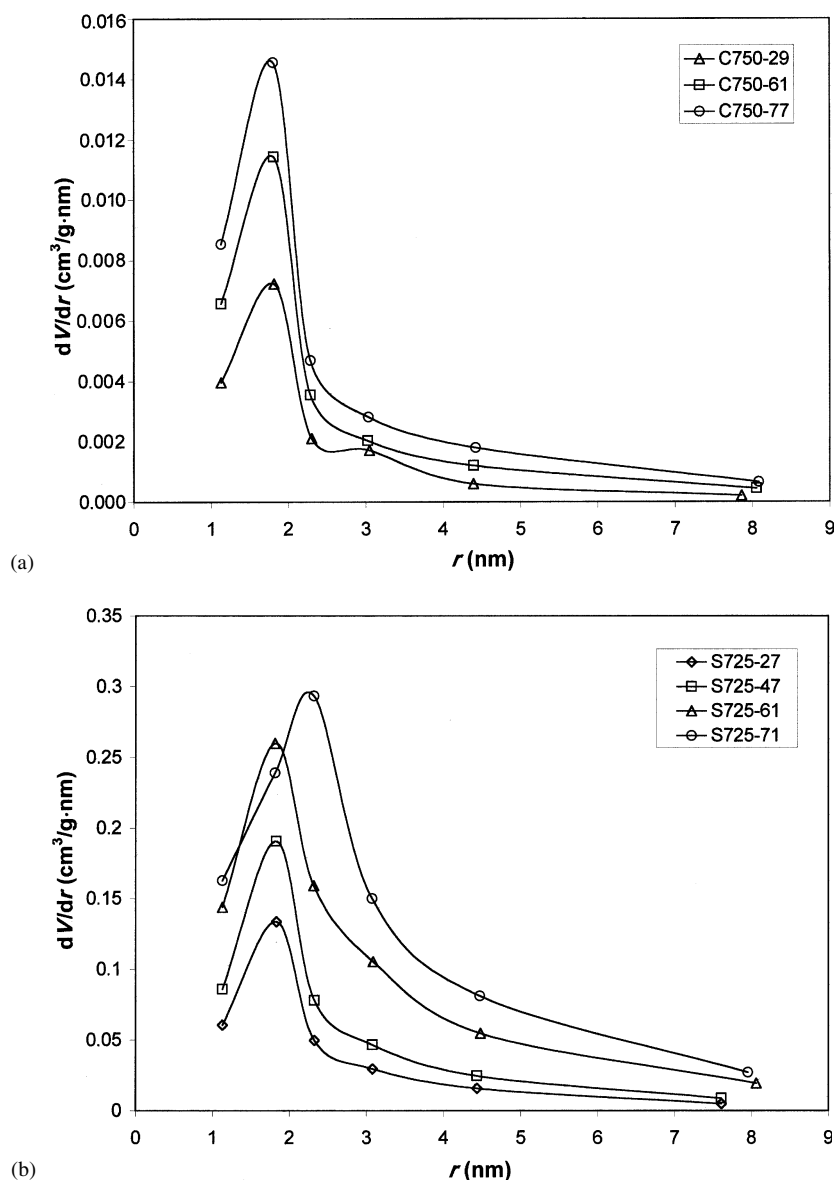 0.016
0.014
0.012
0.010
0.008
0.006
0.004
0.002
0.000
dV/dr (cm³/g·nm)
C750-29
C750-61
C750-77
0 1 2 3 4 5 6 7 8 9
r (nm)
(a)
0.35
0.3
0.25
0.2
0.15
0.1
0.05
0
dV/dr (cm³/g·nm)
S725-27
S725-47
S725-61
S725-71
0 1 2 3 4 5 6 7 8 9
r (nm)
(b)